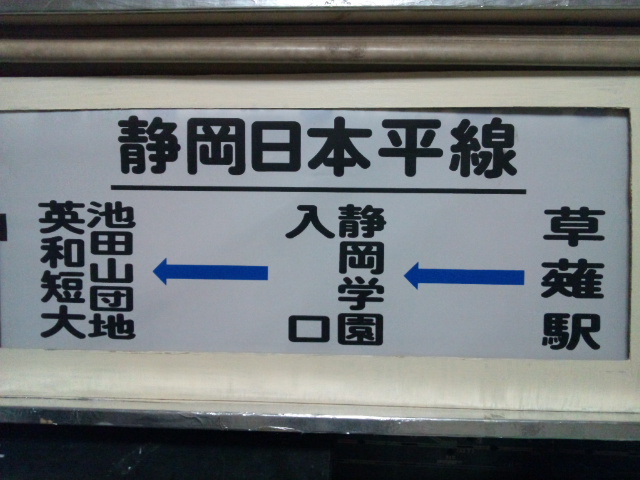 静岡日本平線
草薙駅
静岡学園
入口
池田山団地
英和短大